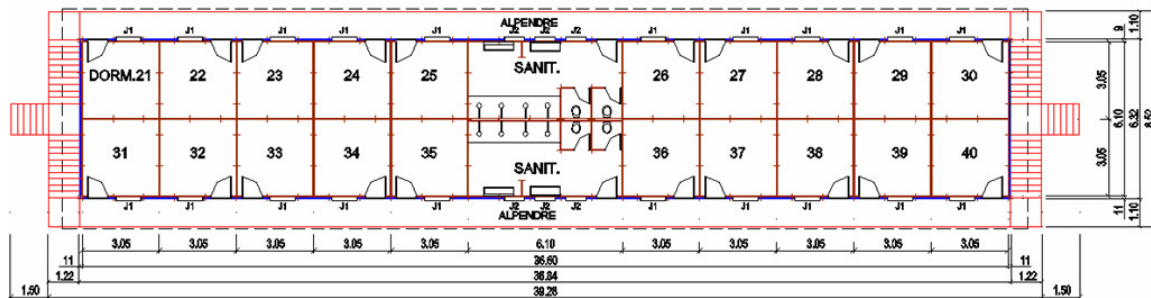 ALPENDRE
J1 J1 J1 J1 J1 J2 J2 J2 J1 J1 J1 J1 J1
DORM.21 22 23 24 25 SANIT. 26 27 28 29 30
31 32 33 34 35 SANIT. 36 37 38 39 40
J1 J1 J1 J1 J1 J2 J2 J2 J1 J1 J1 J1 J1
ALPENDRE
9 1.10
3.05
6.10 6.32 8.52
3.05
11 1.10
3.05 3.05 3.05 3.05 3.05 6.10 3.05 3.05 3.05 3.05 3.05
11 36.60 11
1.22 36.84 1.22
1.50 39.28 1.50